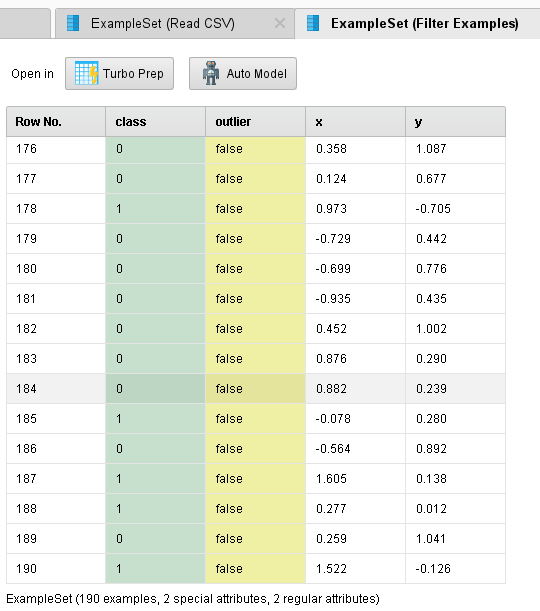 ExampleSet (Read CSV) ExampleSet (Filter Examples)
Open in Turbo Prep Auto Model
Row No. class outlier x y
176 0 false 0.358 1.087
177 0 false 0.124 0.677
178 1 false 0.973 -0.705
179 0 false -0.729 0.442
180 0 false -0.699 0.776
181 0 false -0.935 0.435
182 0 false 0.452 1.002
183 0 false 0.876 0.290
184 0 false 0.882 0.239
185 1 false -0.078 0.280
186 0 false -0.564 0.892
187 1 false 1.605 0.138
188 1 false 0.277 0.012
189 0 false 0.259 1.041
190 1 false 1.522 -0.126
ExampleSet (190 examples, 2 special attributes, 2 regular attributes)